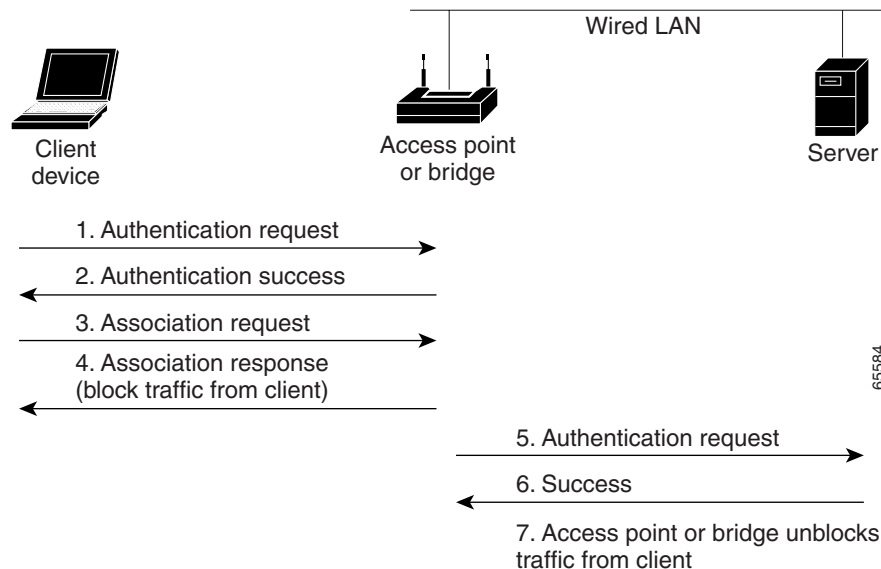 Wired LAN
Client
device
Access point
or bridge
Server
1. Authentication request
2. Authentication success
3. Association request
4. Association response
(block traffic from client)
65584
5. Authentication request
6. Success
7. Access point or bridge unblocks
traffic from client